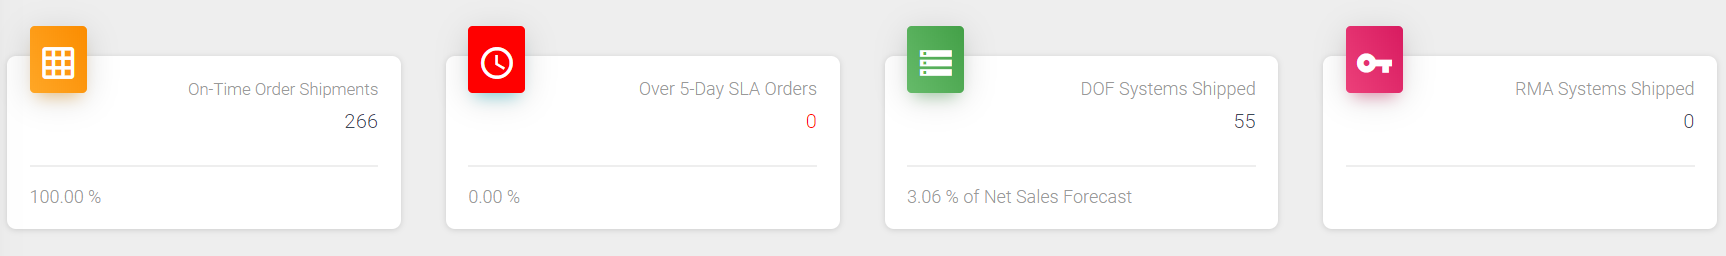 On-Time Order Shipments
266
100.00 %
Over 5-Day SLA Orders
0
0.00 %
DOF Systems Shipped
55
3.06 % of Net Sales Forecast
RMA Systems Shipped
0